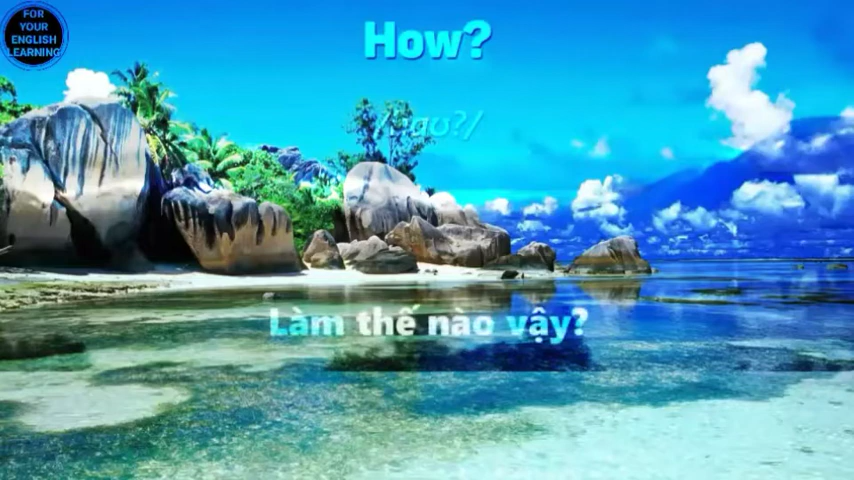 FOR
YOUR
ENGLISH
LEARNING
How?
Làm thế nào vậy?